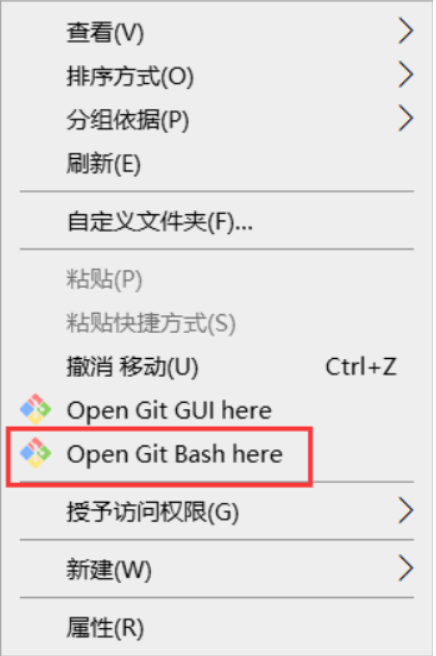 查看(V)
排序方式(O)
分组依据(P)
刷新(E)
自定义文件夹(F)...
粘贴(P)
粘贴快捷方式(S)
撤消 移动(U) Ctrl+Z
Open Git GUI here
Open Git Bash here
授予访问权限(G)
新建(W)
属性(R)